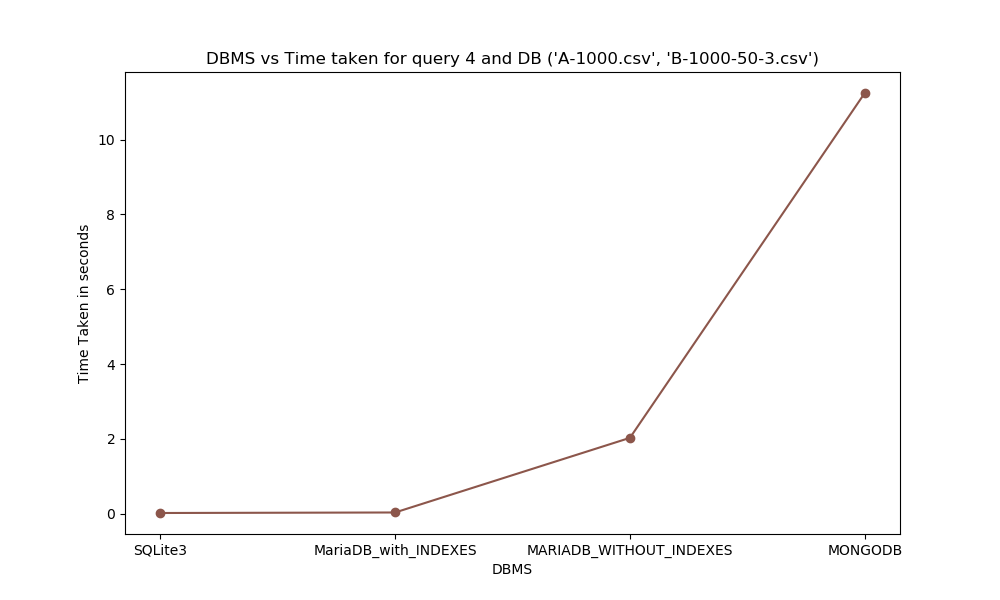 DBMS vs Time taken for query 4 and DB ('A-1000.csv', 'B-1000-50-3.csv')
Time Taken in seconds
10
8
6
4
2
0
SQLite3 MariaDB_with_INDEXES MARIADB_WITHOUT_INDEXES MONGODB
DBMS